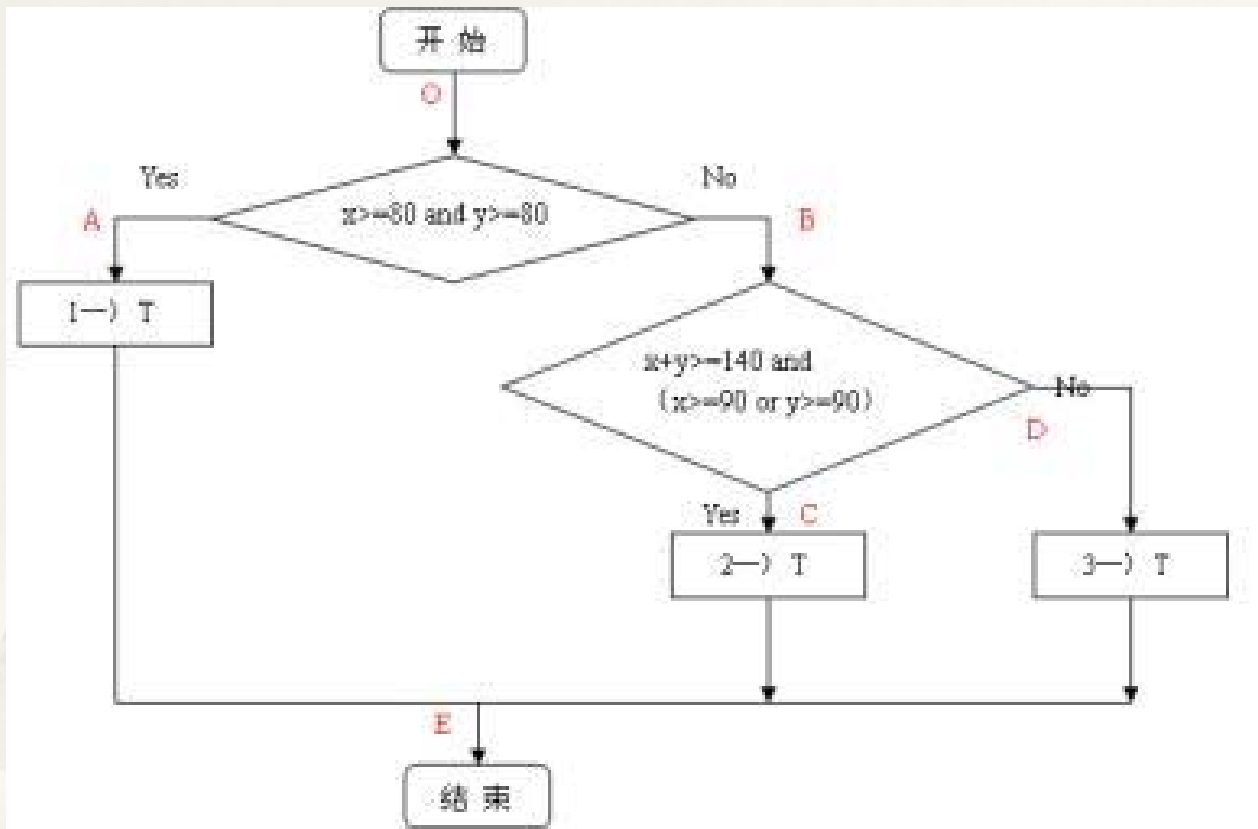 开 始
O
Yes
No
x>=80 and y>=80
A
B
1—) T
x+y>=140 and
(x>=90 or y>=90)
No
D
Yes
C
2—) T
3—) T
E
结 束